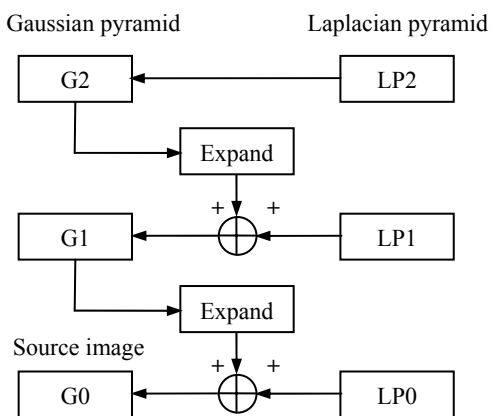 Gaussian pyramid Laplacian pyramid
G2 LP2
Expand
+ +
G1 LP1
Expand
Source image
+ +
G0 LP0